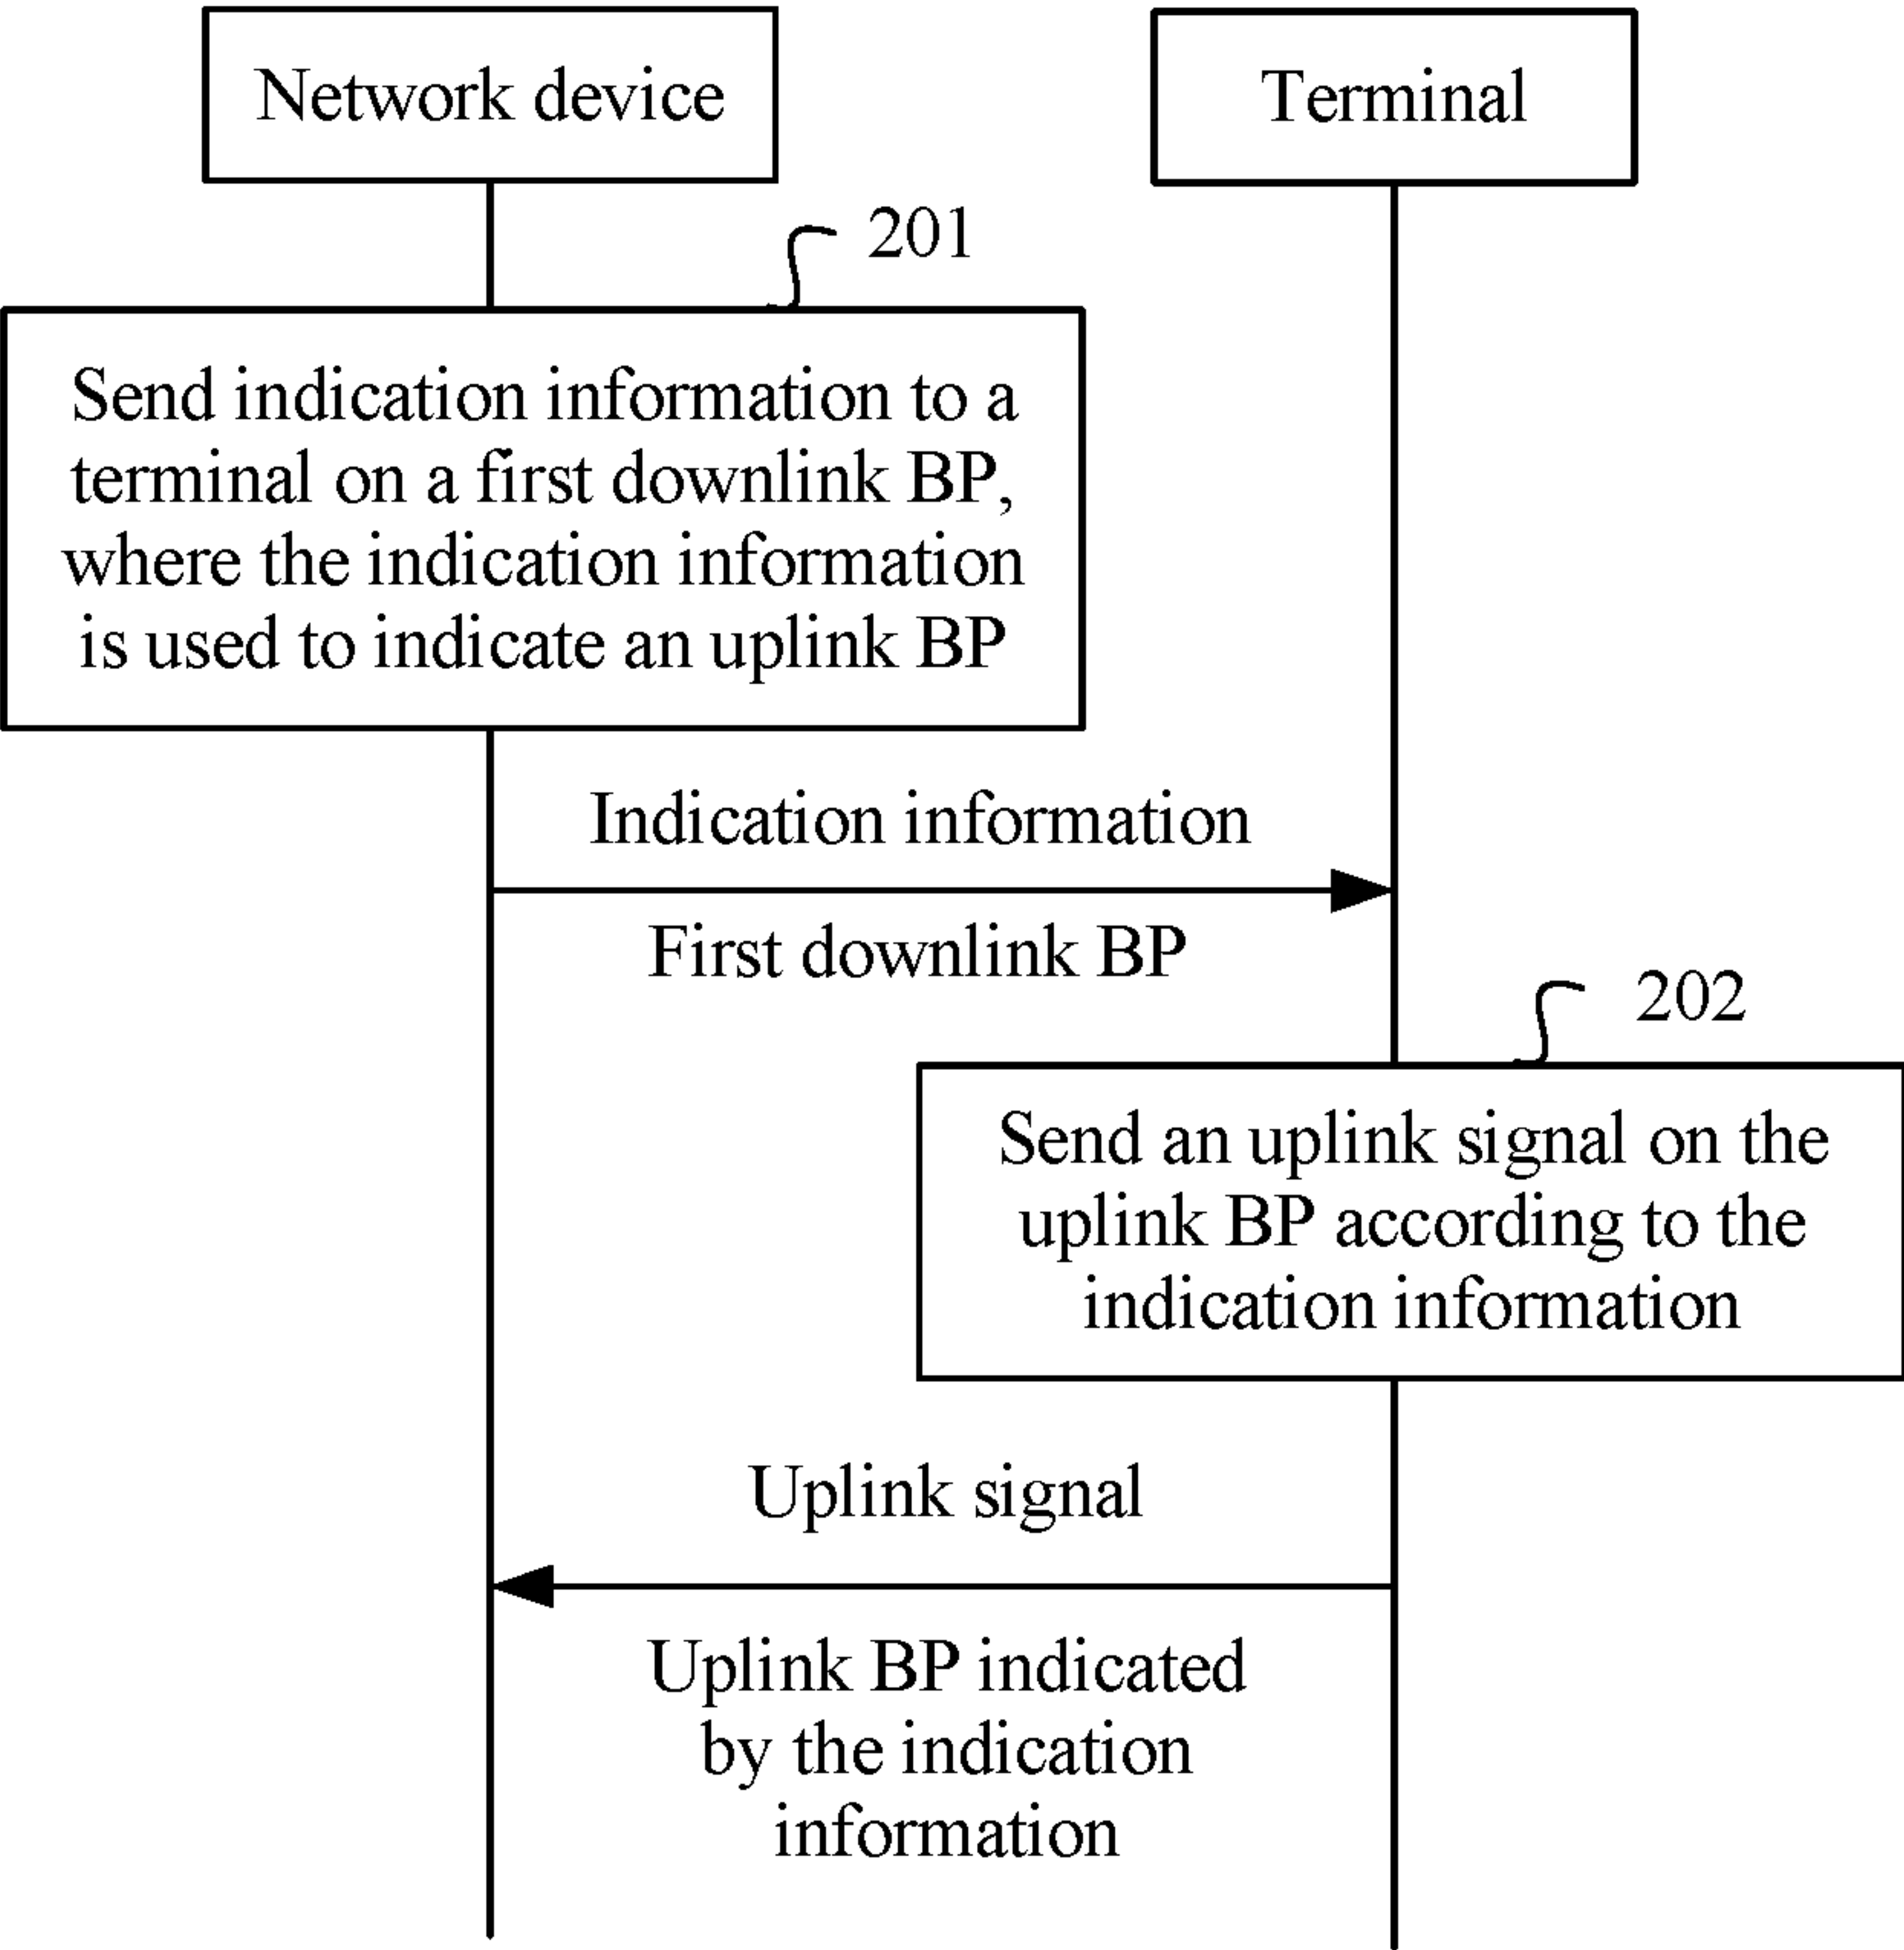 Network device
Terminal
201
Send indication information to a
terminal on a first downlink BP,
where the indication information
is used to indicate an uplink BP
Indication information
First downlink BP
202
Send an uplink signal on the
uplink BP according to the
indication information
Uplink signal
Uplink BP indicated
by the indication
information